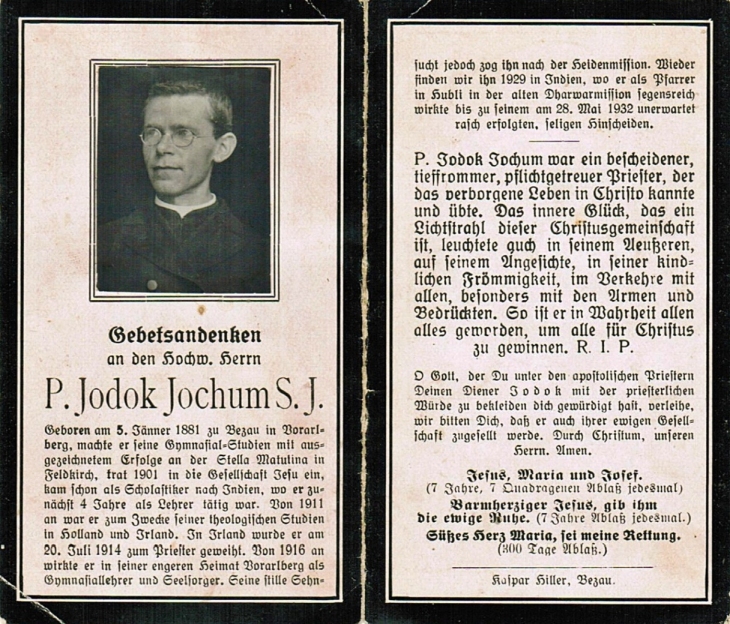 Gebetsandenken
an den Hochw. Herrn
P. Jodok Jochum S. J.
Geboren am 5. Jänner 1881 zu Bezau in Vorarl-
berg, machte er seine Gymnasial-Studien mit aus-
gezeichnetem Erfolge an der Stella Matutina in
Feldkirch, trat 1901 in die Gesellschaft Jesu ein,
kam schon als Scholastiker nach Indien, wo er zu-
nächst 4 Jahre als Lehrer tätig war. Von 1911
an war er zum Zwecke seiner theologischen Studien
in Holland und Irland. In Irland wurde er am
20. Juli 1914 zum Priester geweiht. Von 1916 an
wirkte er in seiner engeren Heimat Vorarlberg als
Gymnasiallehrer und Seelsorger. Seine stille Sehn-
sucht jedoch zog ihn nach der Heidenmission. Wieder
finden wir ihn 1929 in Indien, wo er als Pfarrer
in Hubli in der alten Dharwarmission segensreich
wirkte bis zu seinem am 28. Mai 1932 unerwartet
rasch erfolgten, seligen Hinscheiden.
P. Jodok Jochum war ein bescheidener,
tieffrommer, pflichtgetreuer Priester, der
das verborgene Leben in Christo kannte
und übte. Das innere Glück, das ein
Lichtstrahl dieser Christusgemeinschaft
ist, leuchtete auch in seinem Aeußeren,
auf seinem Angesichte, in seiner kind-
lichen Frömmigkeit, im Verkehre mit
allen, besonders mit den Armen und
Bedrückten. So ist er in Wahrheit allen
alles geworden, um alle für Christus
zu gewinnen. R. I. P.
O Gott, der Du unter den apostolischen Priestern
Deinen Diener Jodok mit der priesterlichen
Würde zu bekleiden dich gewürdigt hast, verleihe,
wir bitten Dich, daß er auch ihrer ewigen Gesell-
schaft zugesellt werde. Durch Christum, unseren
Herrn. Amen.
Jesus, Maria und Josef.
(7 Jahre, 7 Quadragenen Ablaß jedesmal)
Barmherziger Jesus, gib ihm
die ewige Ruhe. (7 Jahre Ablaß jedesmal.)
Süßes Herz Maria, sei meine Rettung.
(300 Tage Ablaß.)
Kaspar Hiller, Bezau.